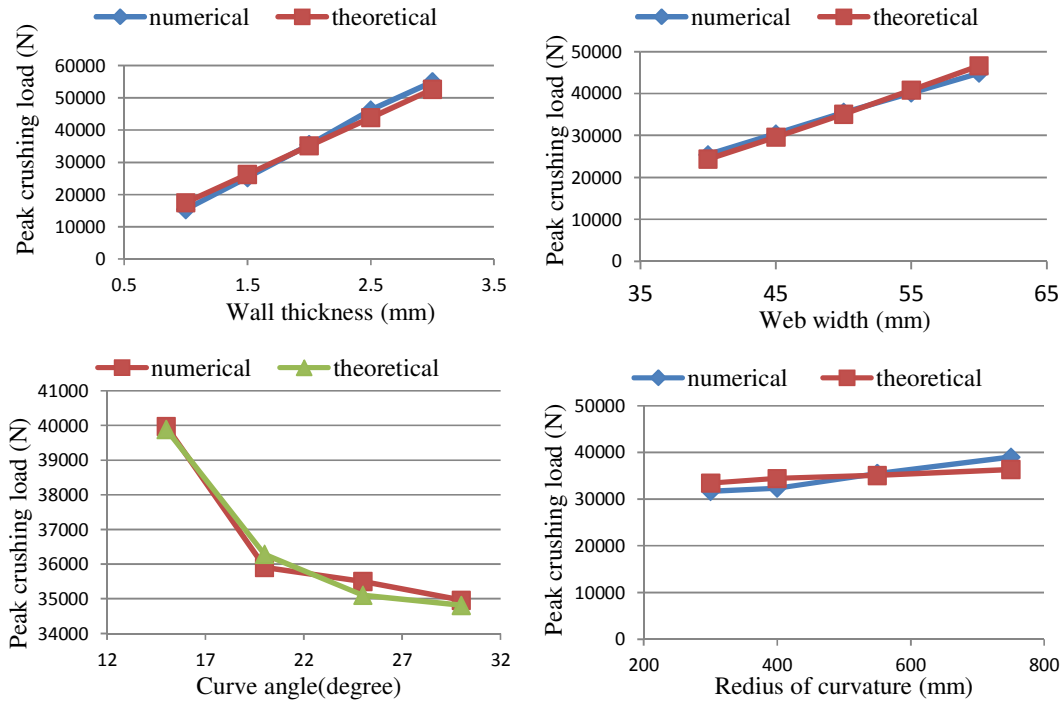 numerical theoretical
Peak crushing load (N)
60000
50000
40000
30000
20000
10000
0
0.5 1.5 2.5 3.5
Wall thickness (mm)
numerical theoretical
Peak crushing load (N)
50000
40000
30000
20000
10000
0
35 45 55 65
Web width (mm)
numerical theoretical
Peak crushing load (N)
41000
40000
39000
38000
37000
36000
35000
34000
12 17 22 27 32
Curve angle(degree)
numerical theoretical
Peak crushing load (N)
50000
40000
30000
20000
10000
0
200 400 600 800
Redius of curvature (mm)